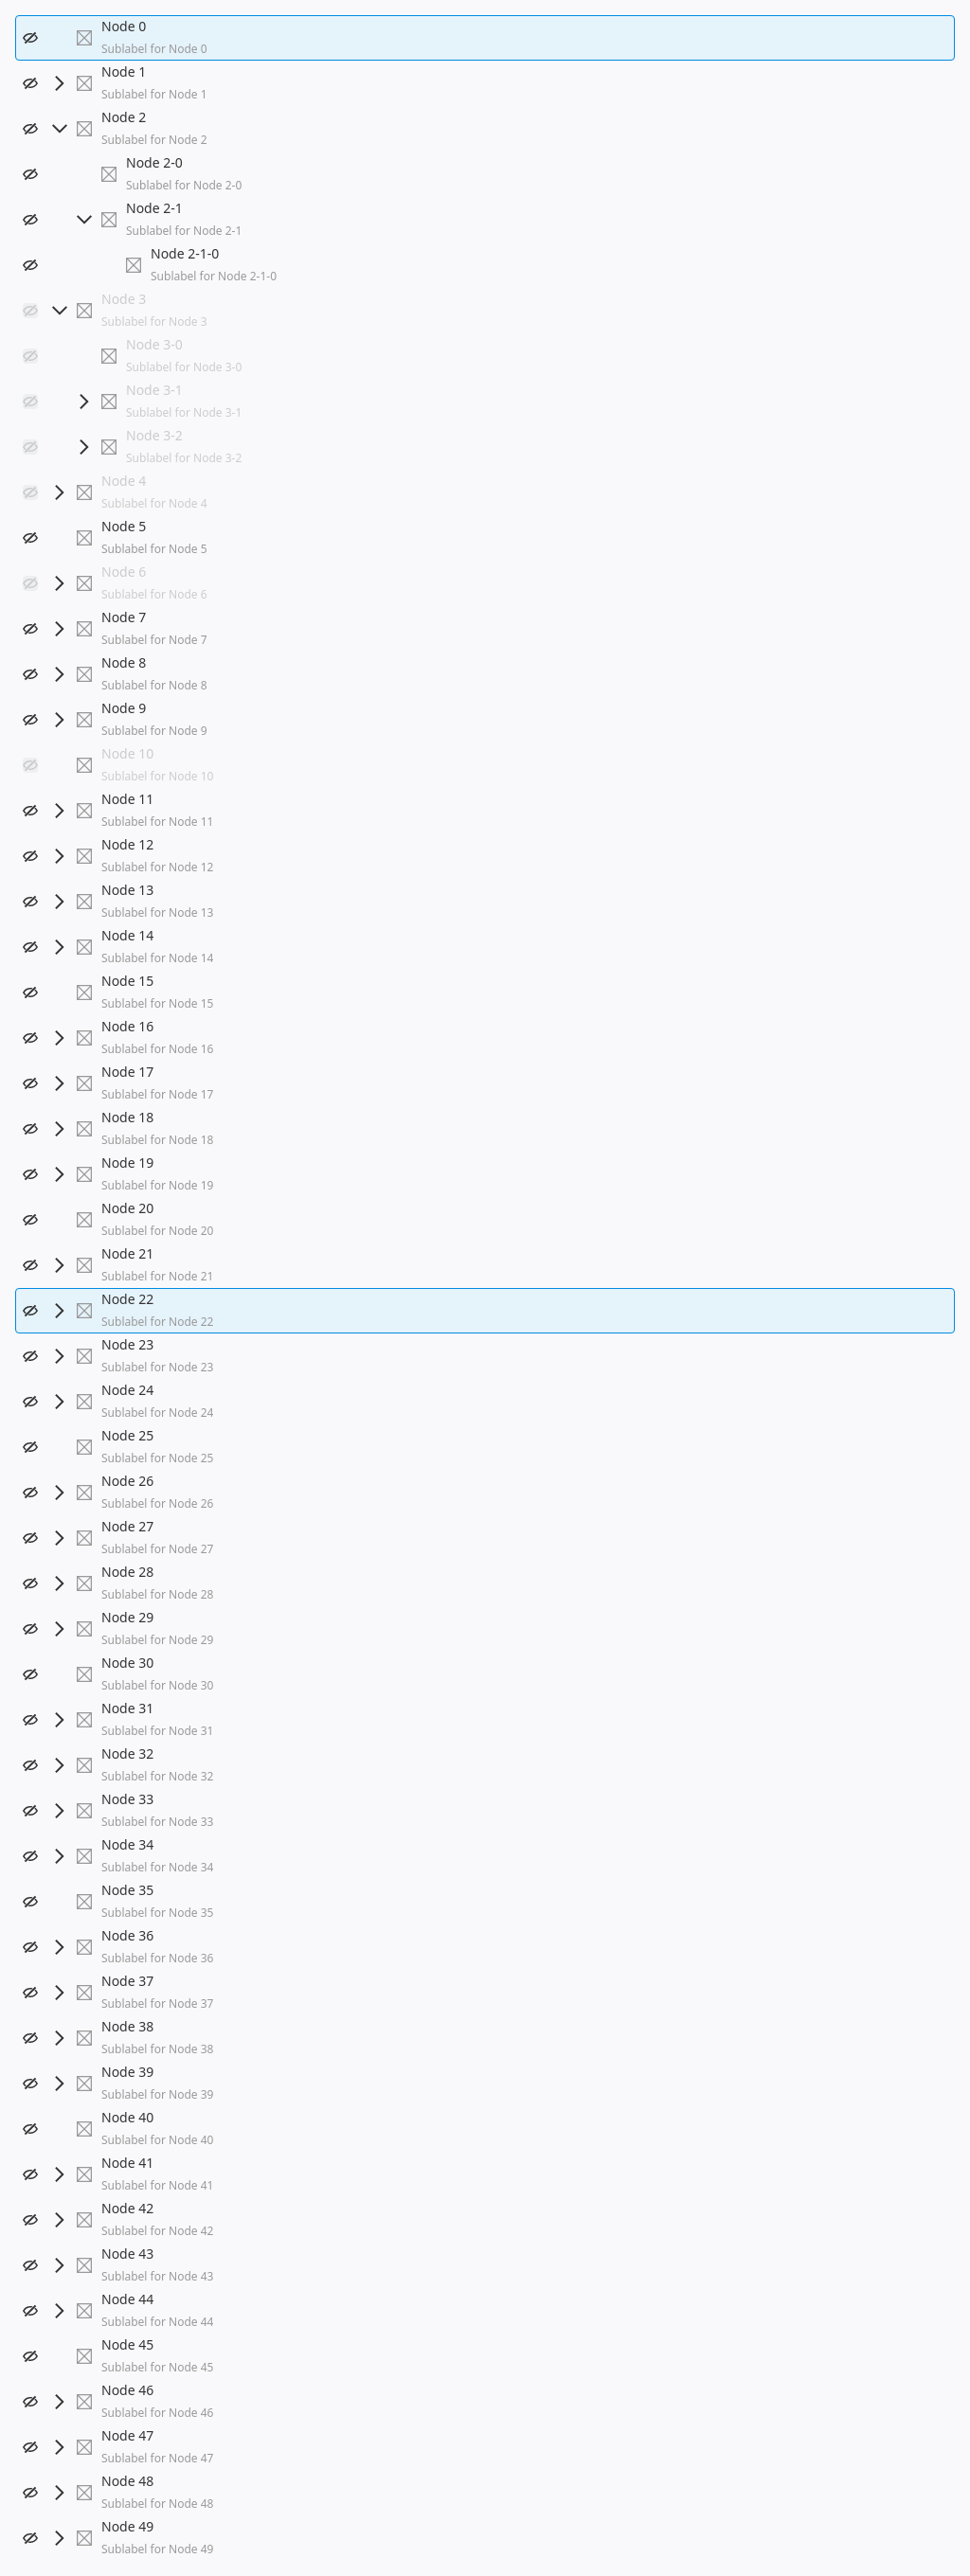 Node 0
Sublabel for Node 0
Node 1
Sublabel for Node 1
Node 2
Sublabel for Node 2
Node 2-0
Sublabel for Node 2-0
Node 2-1
Sublabel for Node 2-1
Node 2-1-0
Sublabel for Node 2-1-0
Node 3
Sublabel for Node 3
Node 3-0
Sublabel for Node 3-0
Node 3-1
Sublabel for Node 3-1
Node 3-2
Sublabel for Node 3-2
Node 4
Sublabel for Node 4
Node 5
Sublabel for Node 5
Node 6
Sublabel for Node 6
Node 7
Sublabel for Node 7
Node 8
Sublabel for Node 8
Node 9
Sublabel for Node 9
Node 10
Sublabel for Node 10
Node 11
Sublabel for Node 11
Node 12
Sublabel for Node 12
Node 13
Sublabel for Node 13
Node 14
Sublabel for Node 14
Node 15
Sublabel for Node 15
Node 16
Sublabel for Node 16
Node 17
Sublabel for Node 17
Node 18
Sublabel for Node 18
Node 19
Sublabel for Node 19
Node 20
Sublabel for Node 20
Node 21
Sublabel for Node 21
Node 22
Sublabel for Node 22
Node 23
Sublabel for Node 23
Node 24
Sublabel for Node 24
Node 25
Sublabel for Node 25
Node 26
Sublabel for Node 26
Node 27
Sublabel for Node 27
Node 28
Sublabel for Node 28
Node 29
Sublabel for Node 29
Node 30
Sublabel for Node 30
Node 31
Sublabel for Node 31
Node 32
Sublabel for Node 32
Node 33
Sublabel for Node 33
Node 34
Sublabel for Node 34
Node 35
Sublabel for Node 35
Node 36
Sublabel for Node 36
Node 37
Sublabel for Node 37
Node 38
Sublabel for Node 38
Node 39
Sublabel for Node 39
Node 40
Sublabel for Node 40
Node 41
Sublabel for Node 41
Node 42
Sublabel for Node 42
Node 43
Sublabel for Node 43
Node 44
Sublabel for Node 44
Node 45
Sublabel for Node 45
Node 46
Sublabel for Node 46
Node 47
Sublabel for Node 47
Node 48
Sublabel for Node 48
Node 49
Sublabel for Node 49